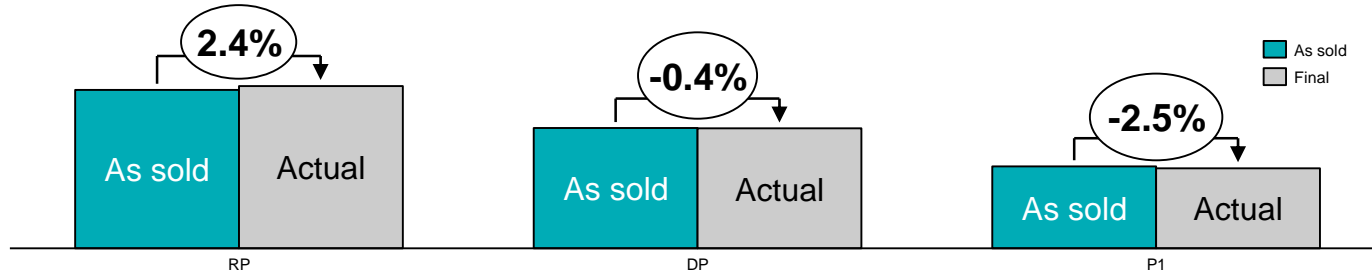 2.4%
-0.4%
-2.5%
As sold
Final
As sold
Actual
As sold
Actual
As sold
Actual
RP
DP
P1